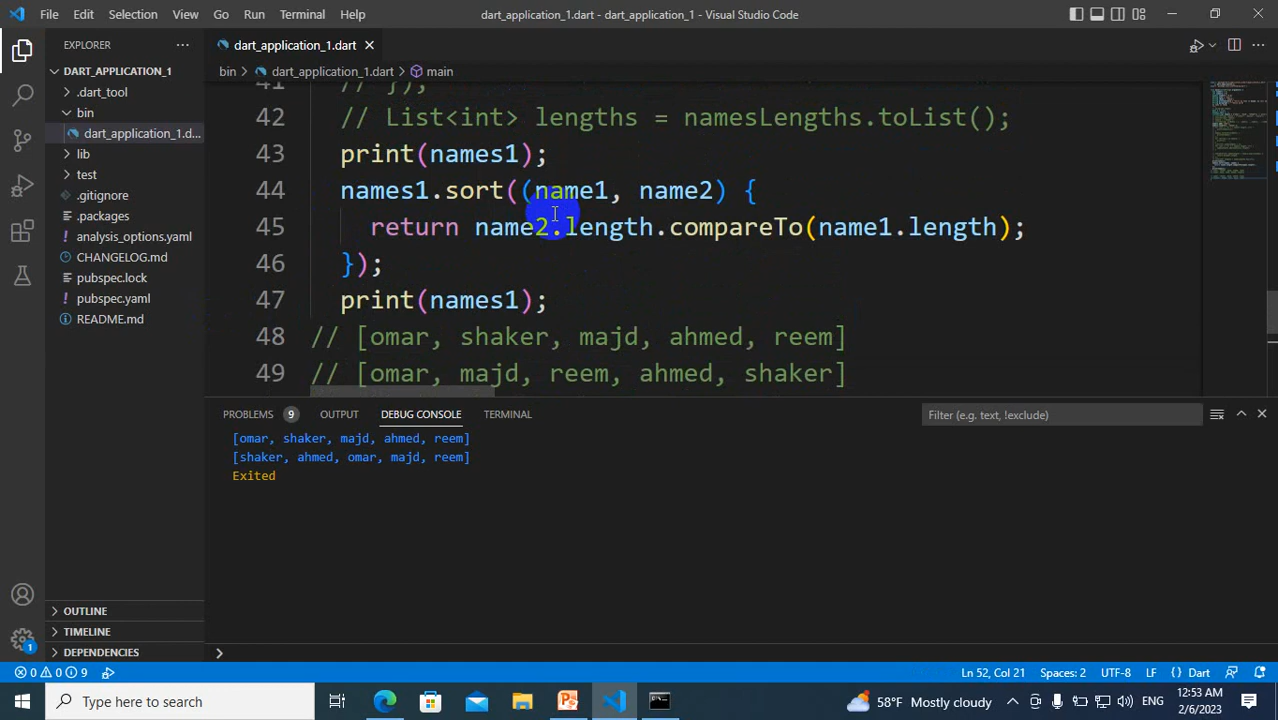 File Edit Selection View Go Run Terminal Help
dart_application_1.dart - dart_application_1 - Visual Studio Code
EXPLORER
DART_APPLICATION_1
.dart_tool
bin
dart_application_1.d...
lib
test
.gitignore
.packages
analysis_options.yaml
CHANGELOG.md
pubspec.lock
pubspec.yaml
README.md
OUTLINE
TIMELINE
DEPENDENCIES
1
dart_application_1.dart
bin > dart_application_1.dart > main
41 // });
42 // List<int> lengths = namesLengths.toList();
43 print(names1);
44 names1.sort((name1, name2) {
45 return name2.length.compareTo(name1.length);
46 });
47 print(names1);
48 // [omar, shaker, majd, ahmed, reem]
49 // [omar, majd, reem, ahmed, shaker]
PROBLEMS 9 OUTPUT DEBUG CONSOLE TERMINAL
Filter (e.g. text, !exclude)
[omar, shaker, majd, ahmed, reem]
[shaker, ahmed, omar, majd, reem]
Exited
0 0 9
Ln 52, Col 21 Spaces: 2 UTF-8 LF {} Dart
Type here to search
58°F Mostly cloudy
ENG
12:53 AM
2/6/2023